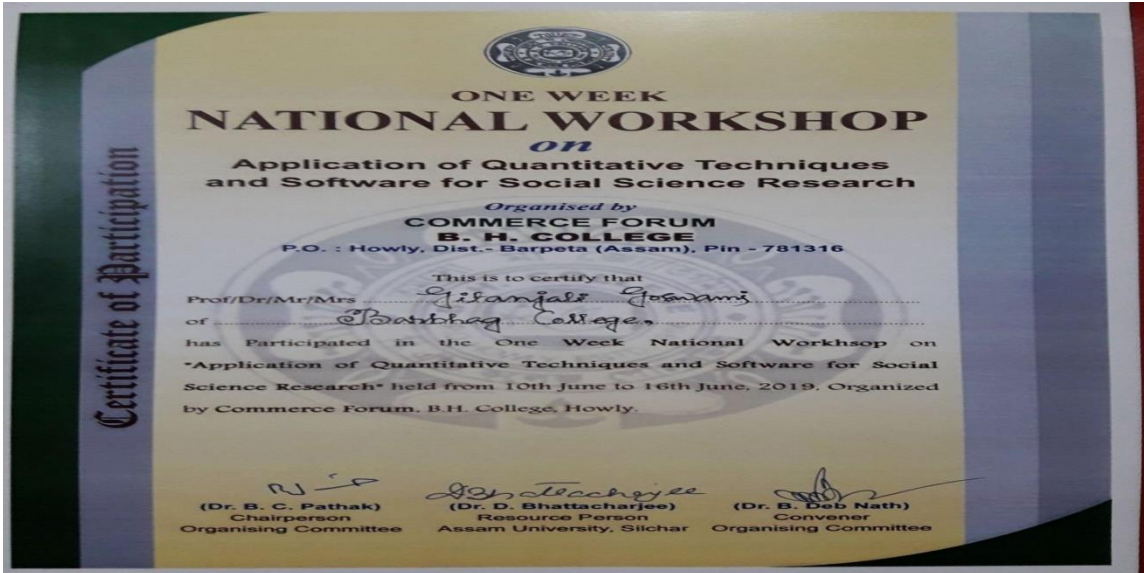 ONE WEEK
NATIONAL WORKSHOP
on
Application of Quantitative Techniques
and Software for Social Science Research
Organised by
COMMERCE FORUM
B. H. COLLEGE
P.O. : Howly, Dist.- Barpeta (Assam), Pin - 781316
This is to certify that
Prof/Dr/Mr/Mrs Gitanjali Goswami
of Barbhag College.
has Participated in the One Week National Workhsop on
"Application of Quantitative Techniques and Software for Social
Science Research" held from 10th June to 16th June, 2019, Organized
by Commerce Forum, B.H. College, Howly.
Certificate of Participation
DBhattacharjee
(Dr. B. C. Pathak)
Chairperson
Organising Committee
(Dr. D. Bhattacharjee)
Resource Person
Assam University, Silchar
(Dr. B. Deb Nath)
Convener
Organising Committee